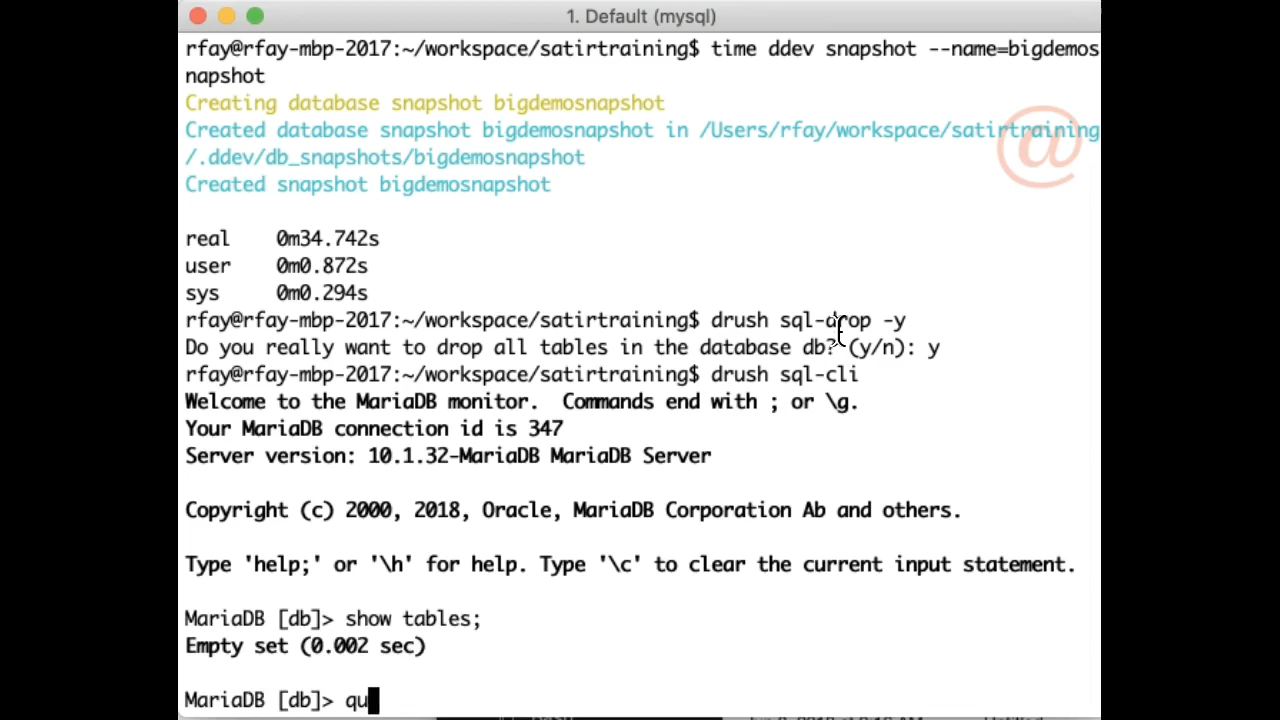 1. Default (mysql)
rfay@rfay-mbp-2017:~/workspace/satirtraining$ time ddev snapshot --name=bigdemos
napshot
Creating database snapshot bigdemosnapshot
Created database snapshot bigdemosnapshot in /Users/rfay/workspace/satirtraining
/.ddev/db_snapshots/bigdemosnapshot
Created snapshot bigdemosnapshot
@
real 0m34.742s
user 0m0.872s
sys 0m0.294s
rfay@rfay-mbp-2017:~/workspace/satirtraining$ drush sql-drop -y
Do you really want to drop all tables in the database db? (y/n): y
rfay@rfay-mbp-2017:~/workspace/satirtraining$ drush sql-cli
Welcome to the MariaDB monitor.  Commands end with ; or \g.
Your MariaDB connection id is 347
Server version: 10.1.32-MariaDB MariaDB Server
Copyright (c) 2000, 2018, Oracle, MariaDB Corporation Ab and others.
Type 'help;' or '\h' for help. Type '\c' to clear the current input statement.
MariaDB [db]> show tables;
Empty set (0.002 sec)
MariaDB [db]> qu